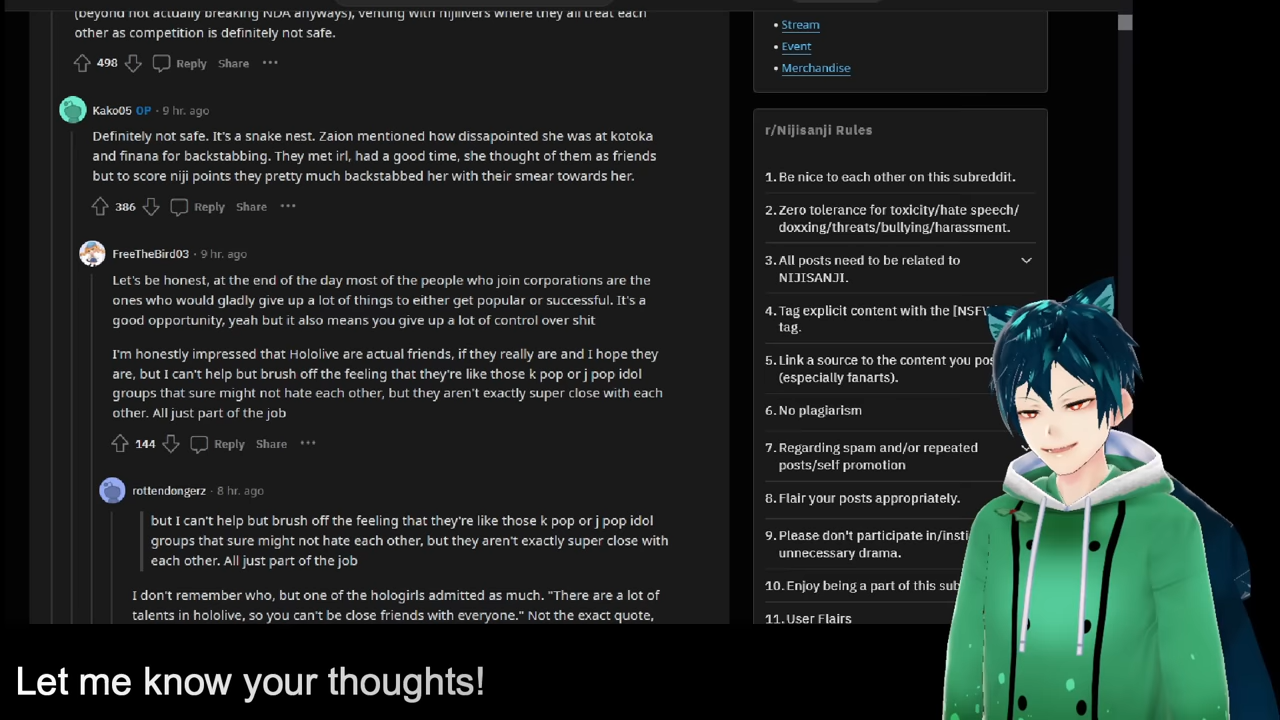 (beyond not actually breaking NDA anyways), venting with nijilivers where they all treat each
other as competition is definitely not safe.
498 Reply Share
Kako05 OP · 9 hr. ago
Definitely not safe. It's a snake nest. Zaion mentioned how dissapointed she was at kotoka
and finana for backstabbing. They met irl, had a good time, she thought of them as friends
but to score niji points they pretty much backstabbed her with their smear towards her.
386 Reply Share
FreeTheBird03 · 9 hr. ago
Let's be honest, at the end of the day most of the people who join corporations are the
ones who would gladly give up a lot of things to either get popular or successful. It's a
good opportunity, yeah but it also means you give up a lot of control over shit
I'm honestly impressed that Hololive are actual friends, if they really are and I hope they
are, but I can't help but brush off the feeling that they're like those k pop or j pop idol
groups that sure might not hate each other, but they aren't exactly super close with each
other. All just part of the job
144 Reply Share
rottendongerz · 8 hr. ago
but I can't help but brush off the feeling that they're like those k pop or j pop idol
groups that sure might not hate each other, but they aren't exactly super close with
each other. All just part of the job
I don't remember who, but one of the hologirls admitted as much. "There are a lot of
talents in hololive, so you can't be close friends with everyone." Not the exact quote,
• Stream
• Event
• Merchandise
r/Nijisanji Rules
1. Be nice to each other on this subreddit.
2. Zero tolerance for toxicity/hate speech/
doxxing/threats/bullying/harassment.
3. All posts need to be related to
NIJISANJI.
4. Tag explicit content with the
tag.
5. Link a source to the content you
(especially fanarts).
6. No plagiarism
7. Regarding spam and/or repeated
posts/self promotion
8. Flair your posts appropriately.
9. Please don't participate in/
unnecessary drama.
10. Enjoy being a part of this
11. User Flairs
Let me know your thoughts!